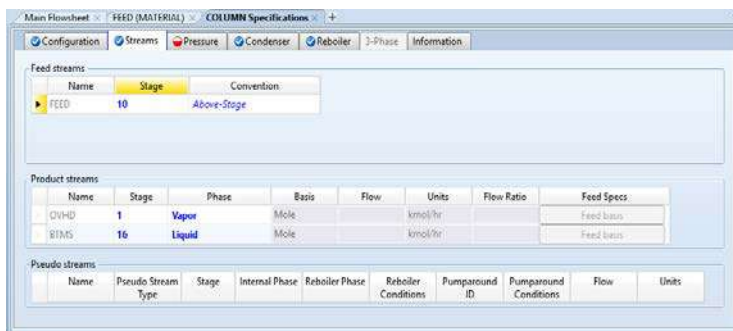 Main Flowsheet × FEED (MATERIAL) × COLUMN Specifications × +
Configuration Streams Pressure Condenser Reboiler 3-Phase Information
Feed streams
Name Stage Convention
FEED 10 Above-Stage
Product streams
Name Stage Phase Basis Flow Units Flow Ratio Feed Specs
OVHD 1 Vapor Mole kmol/hr Feed basis
BTMS 16 Liquid Mole kmol/hr Feed basis
Pseudo streams
Name Pseudo Stream Type Stage Internal Phase Reboiler Phase Reboiler Conditions Pumparound ID Pumparound Conditions Flow Units